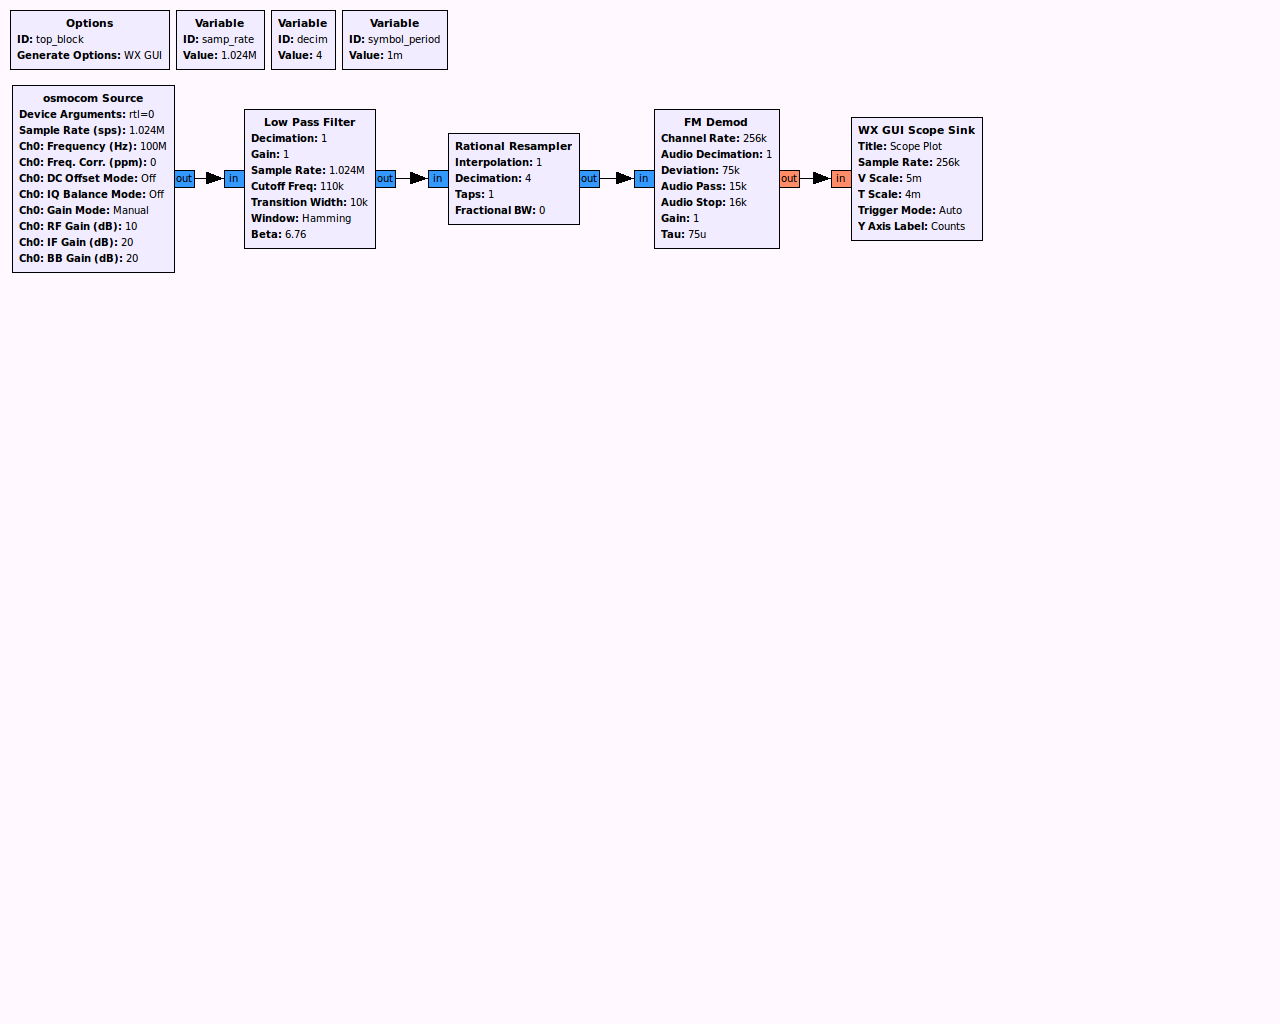 Options
ID: top_block
Generate Options: WX GUI
Variable
ID: samp_rate
Value: 1.024M
Variable
ID: decim
Value: 4
Variable
ID: symbol_period
Value: 1m
osmocom Source
Device Arguments: rtl=0
Sample Rate (sps): 1.024M
Ch0: Frequency (Hz): 100M
Ch0: Freq. Corr. (ppm): 0
Ch0: DC Offset Mode: Off
Ch0: IQ Balance Mode: Off
Ch0: Gain Mode: Manual
Ch0: RF Gain (dB): 10
Ch0: IF Gain (dB): 20
Ch0: BB Gain (dB): 20
out
in
Low Pass Filter
Decimation: 1
Gain: 1
Sample Rate: 1.024M
Cutoff Freq: 110k
Transition Width: 10k
Window: Hamming
Beta: 6.76
out
in
Rational Resampler
Interpolation: 1
Decimation: 4
Taps: 1
Fractional BW: 0
out
in
FM Demod
Channel Rate: 256k
Audio Decimation: 1
Deviation: 75k
Audio Pass: 15k
Audio Stop: 16k
Gain: 1
Tau: 75u
out
in
WX GUI Scope Sink
Title: Scope Plot
Sample Rate: 256k
V Scale: 5m
T Scale: 4m
Trigger Mode: Auto
Y Axis Label: Counts